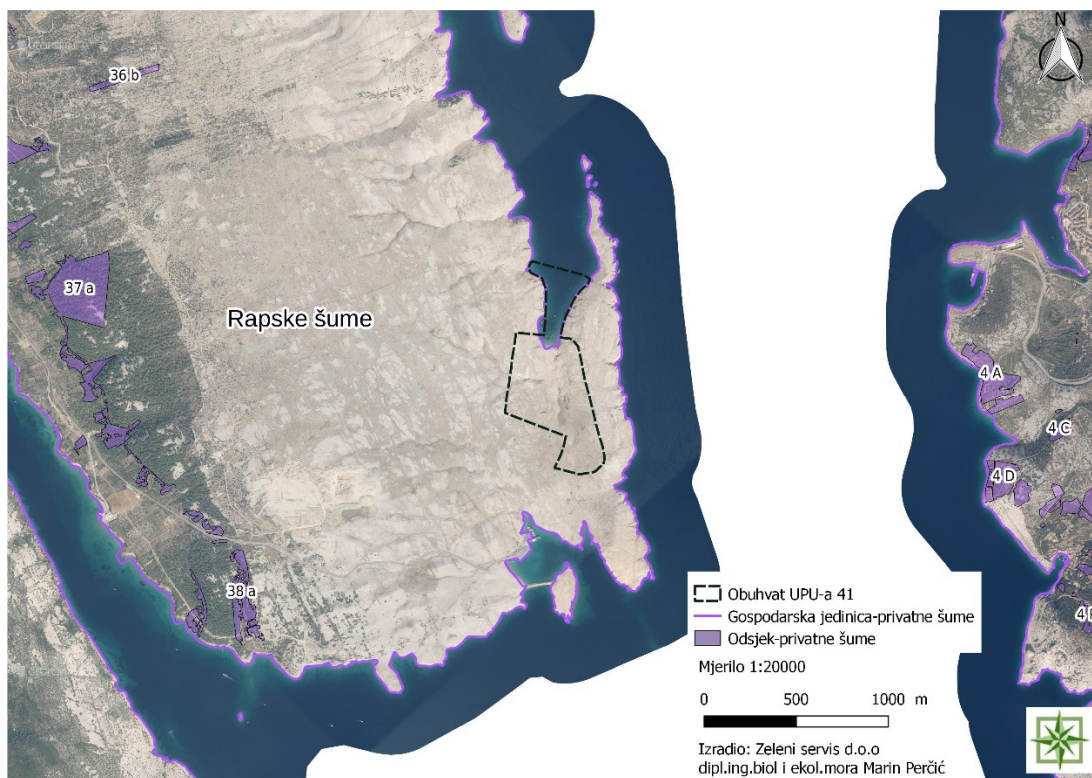 N
36 b
37 a
Rapske šume
38 a
4 A
4 C
4 D
Obuhvat UPU-a 41
Gospodarska jedinica-privatne šume
Odsjek-privatne šume
Mjerilo 1:20000
0 500 1000 m
Izradio: Zeleni servis d.o.o
dipl.ing.biol i ekol.mora Marin Perčić